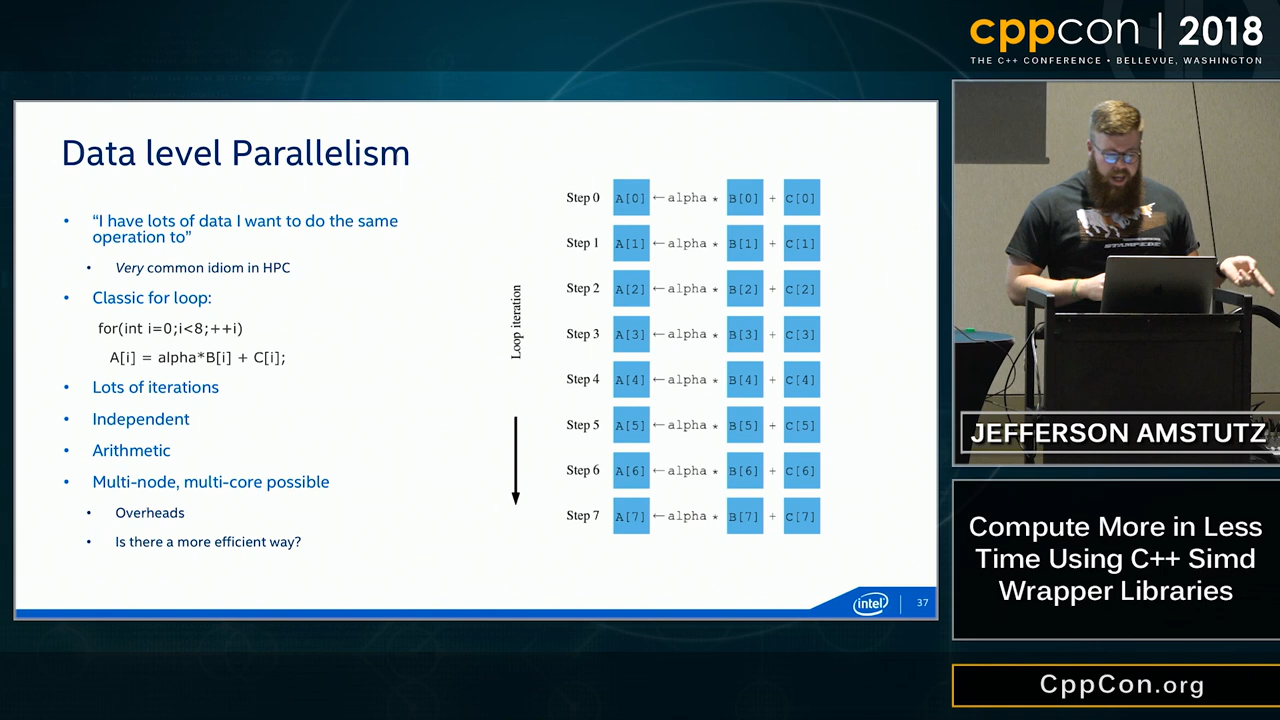 cppcon | 2018
THE C++ CONFERENCE • BELLEVUE, WASHINGTON
Data level Parallelism
• “I have lots of data I want to do the same
operation to”
• Very common idiom in HPC
• Classic for loop:
for(int i=0;i<8;++i)
A[i] = alpha*B[i] + C[i];
• Lots of iterations
• Independent
• Arithmetic
• Multi-node, multi-core possible
• Overheads
• Is there a more efficient way?
Loop iteration
Step 0 A[0] ← alpha * B[0] + C[0]
Step 1 A[1] ← alpha * B[1] + C[1]
Step 2 A[2] ← alpha * B[2] + C[2]
Step 3 A[3] ← alpha * B[3] + C[3]
Step 4 A[4] ← alpha * B[4] + C[4]
Step 5 A[5] ← alpha * B[5] + C[5]
Step 6 A[6] ← alpha * B[6] + C[6]
Step 7 A[7] ← alpha * B[7] + C[7]
intel
37
STAMPEDE
JEFFERSON AMSTUTZ
Compute More in Less
Time Using C++ Simd
Wrapper Libraries
CppCon.org